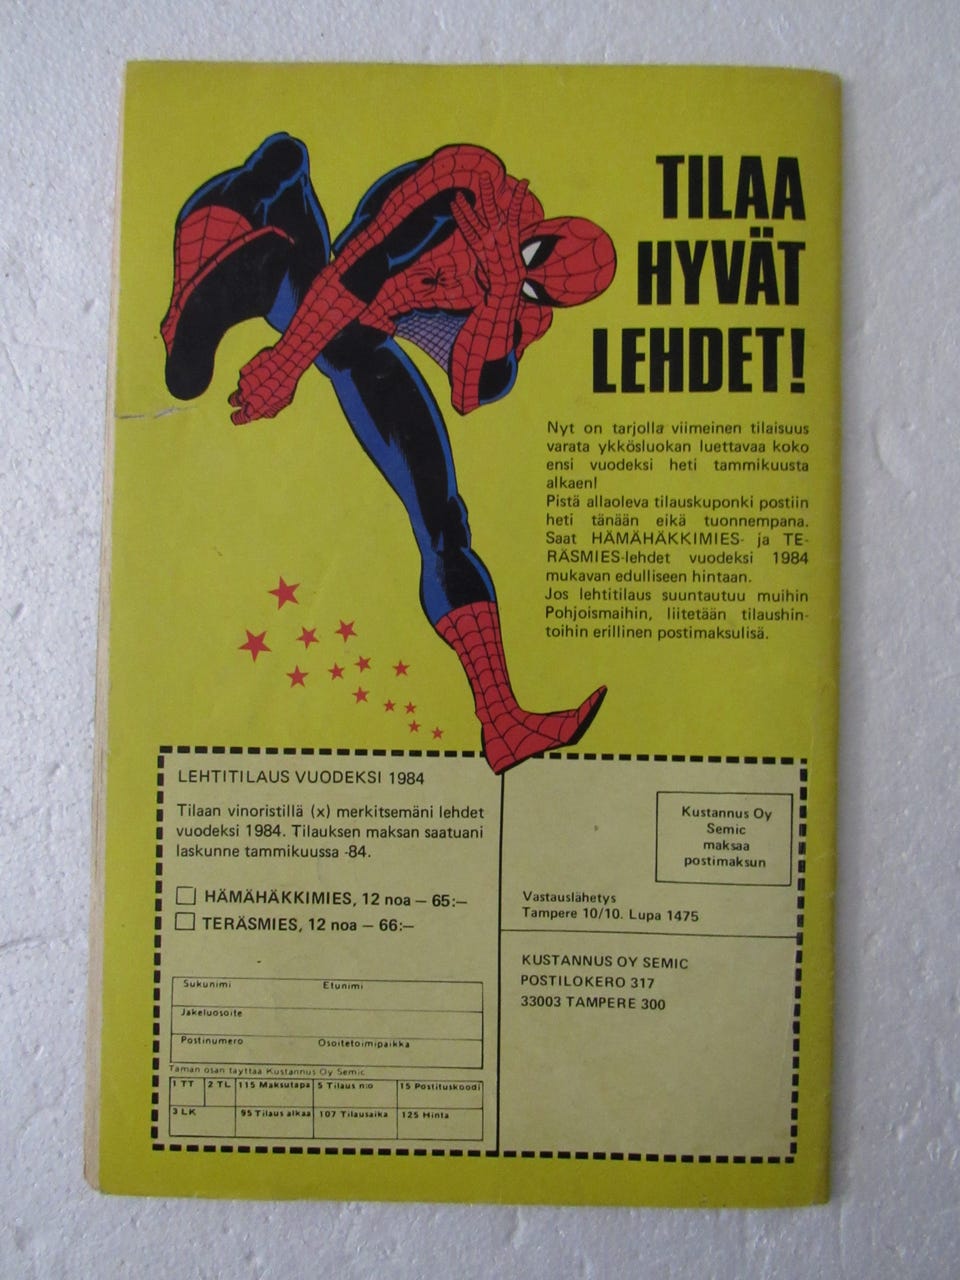 TILAA
HYVÄT
LEHDET!
Nyt on tarjolla viimeinen tilaisuus
varata ykkösluokan luettavaa koko
ensi vuodeksi heti tammikuusta
alkaen!
Pistä allaoleva tilauskuponki postiin
heti tänään eikä tuonnempana.
Saat HÄMÄHÄKKIMIES- ja TE-
RÄSMIES-lehdet vuodeksi 1984
mukavan edulliseen hintaan.
Jos lehtitilaus suuntautuu muihin
Pohjoismaihin, liitetään tilaushin-
toihin erillinen postimaksulisä.
LEHTITILAUS VUODEKSI 1984
Tilaan vinoristillä (x) merkitsemäni lehdet
vuodeksi 1984. Tilauksen maksan saatuani
laskunne tammikuussa -84.
HÄMÄHÄKKIMIES, 12 noa – 65:–
TERÄSMIES, 12 noa – 66:–
Sukunimi Etunimi
Jakeluosoite
Postinumero Osoitetoimipaikka
Tämän osan täyttää Kustannus Oy Semic
1 TT 2 TL 115 Maksutapa 5 Tilaus n:o 15 Postituskoodi
3 LK 95 Tilaus alkaa 107 Tilausaika 125 Hinta
Kustannus Oy
Semic
maksaa
postimaksun
Vastauslähetys
Tampere 10/10. Lupa 1475
KUSTANNUS OY SEMIC
POSTILOKERO 317
33003 TAMPERE 300